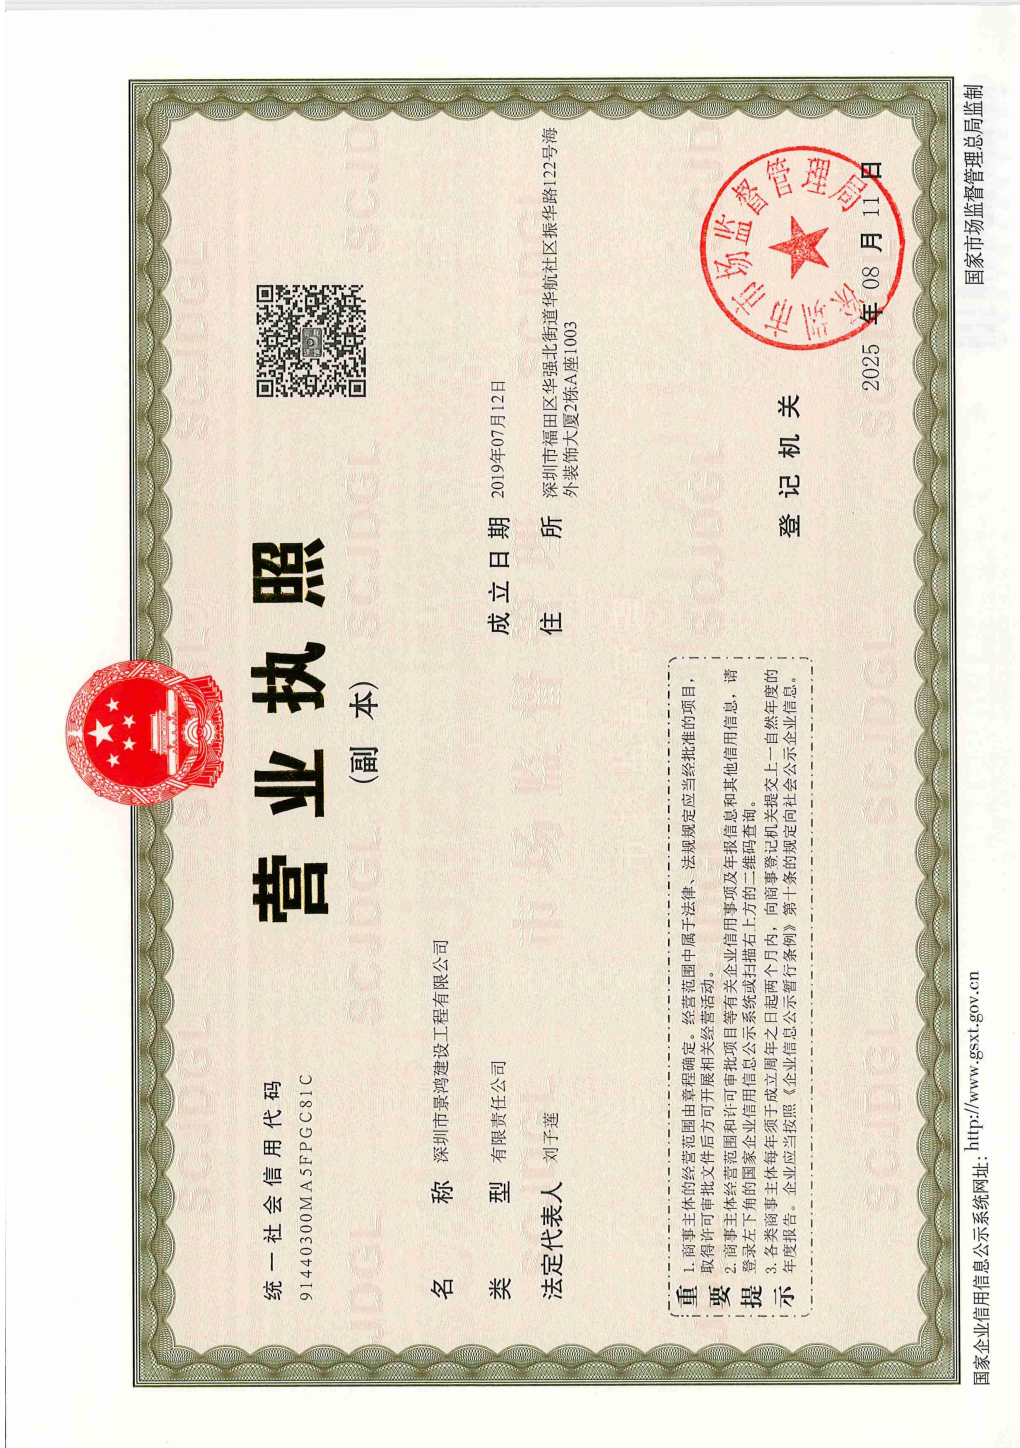 营业执照
(副 本)
统一社会信用代码
91440300MA5FPGC81C
名 称 深圳市景鸿建设工程有限公司
类 型 有限责任公司
法定代表人 刘子莲
成立日期 2019年07月12日
住 所 深圳市福田区华强北街道华航社区振华路122号海
外装饰大厦2栋A座1003
重要提示
1.商事主体的经营范围由章程确定。经营范围中属于法律、法规规定应当经批准的项目，
取得许可审批文件后方可开展相关经营活动。
2.商事主体经营范围和许可审批项目等有关企业信用事项及年报信息和其他信用信息，请
登录左下角的国家企业信用信息公示系统或扫描右上方的二维码查询。
3.各类商事主体每年须于成立周年之日起两个月内，向商事登记机关提交上一自然年度的
年度报告。企业应当按照《企业信息公示暂行条例》第十条的规定向社会公示企业信息。
登记机关
深圳市市场监督管理局
2025 年 08 月 11 日
国家企业信用信息公示系统网址：http://www.gsxt.gov.cn
国家市场监督管理总局监制